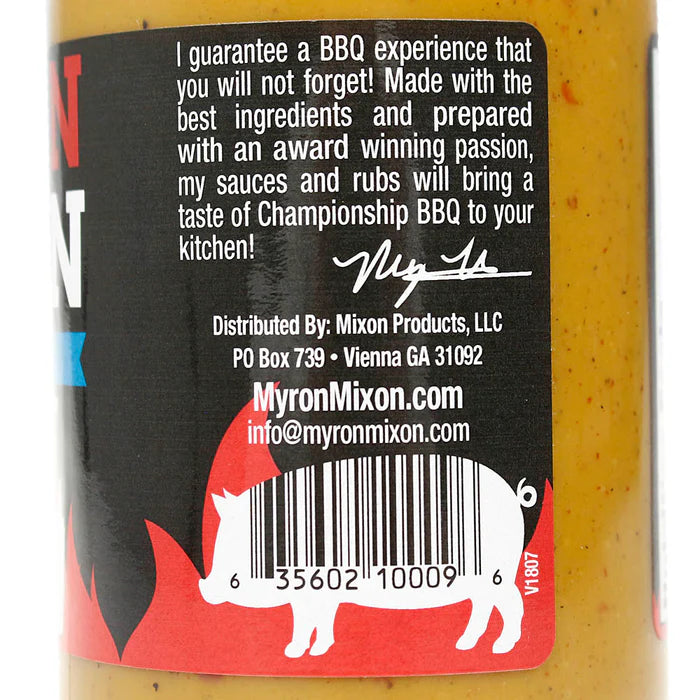 I guarantee a BBQ experience that
you will not forget! Made with the
best ingredients and prepared
with an award winning passion,
my sauces and rubs will bring a
taste of Championship BBQ to your
kitchen!
Distributed By: Mixon Products, LLC
PO Box 739 • Vienna GA 31092
MyronMixon.com
info@myronmixon.com
6 35602 10009 6
V1807
N
N